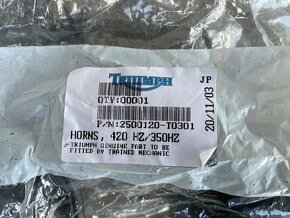 TRIUMPH
JP
QTY:00001
20/11/03
P/N:2500120-T0301
HORNS, 420 HZ/350HZ
TRIUMPH GENUINE PART TO BE
FITTED BY TRAINED MECHANIC